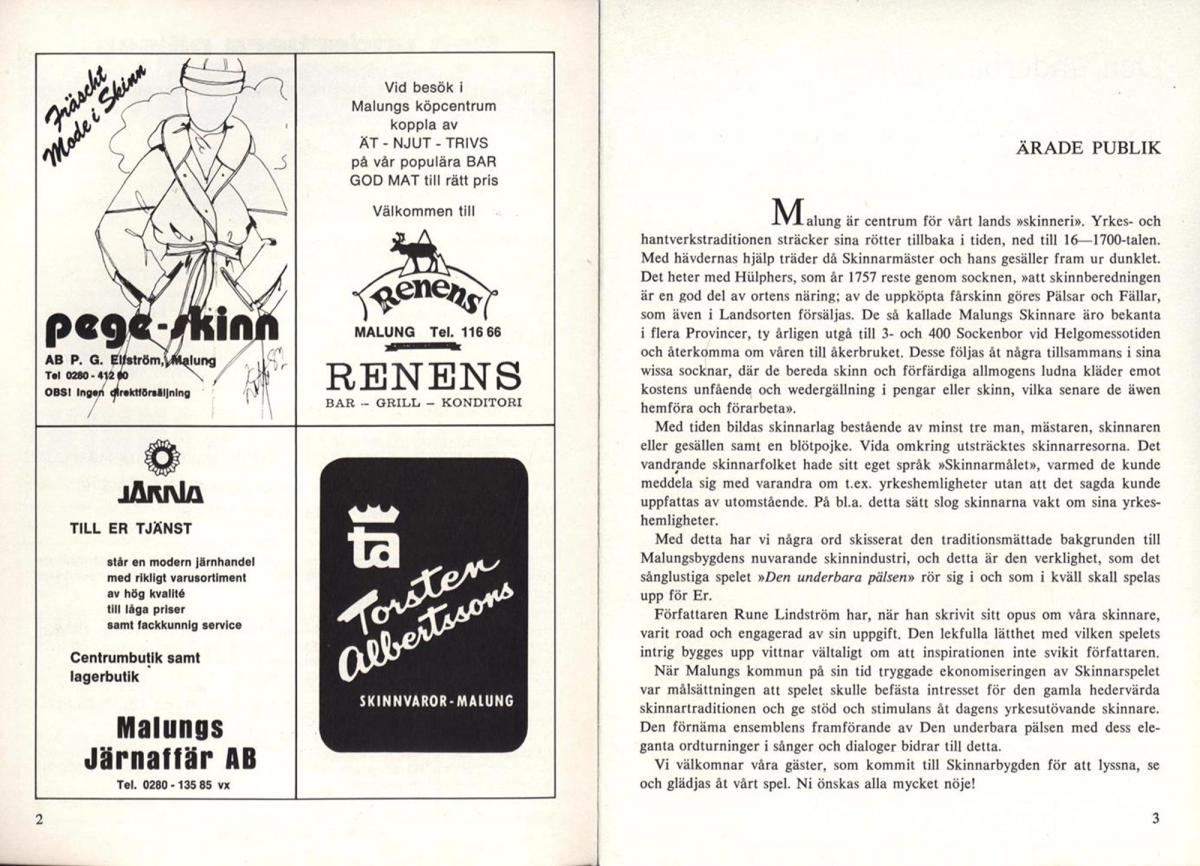 Fräscht
Mode i Skinn
pege-skinn
AB P. G. Elfström, Malung
Tel 0280-412 60
OBS! Ingen direktförsäljning
Vid besök i
Malungs köpcentrum
koppla av
ÄT - NJUT - TRIVS
på vår populära BAR
GOD MAT till rätt pris
Välkommen till
Renens
MALUNG Tel. 116 66
RENENS
BAR – GRILL – KONDITORI
JÄRNIA
TILL ER TJÄNST
står en modern järnhandel
med rikligt varusortiment
av hög kvalité
till låga priser
samt fackkunnig service
Centrumbutik samt
lagerbutik
Malungs
Järnaffär AB
Tel. 0280 - 135 85 vx
ta
Torsten
Albertssons
SKINNVAROR - MALUNG
2
ÄRADE PUBLIK
Malung är centrum för vårt lands »skinneri». Yrkes- och
hantverkstraditionen sträcker sina rötter tillbaka i tiden, ned till 16—1700-talen.
Med hävdernas hjälp träder då Skinnarmäster och hans gesäller fram ur dunklet.
Det heter med Hülphers, som år 1757 reste genom socknen, »att skinnberedningen
är en god del av ortens näring; av de uppköpta fårskinn göres Pälsar och Fällar,
som även i Landsorten försäljas. De så kallade Malungs Skinnare äro bekanta
i flera Provincer, ty årligen utgå till 3- och 400 Sockenbor vid Helgomessotiden
och återkomma om våren till åkerbruket. Desse följas åt några tillsammans i sina
wissa socknar, där de bereda skinn och förfärdiga allmogens ludna kläder emot
kostens unfående och wedergällning i pengar eller skinn, vilka senare de äwen
hemföra och förarbeta».
Med tiden bildas skinnarlag bestående av minst tre man, mästaren, skinnaren
eller gesällen samt en blötpojke. Vida omkring utsträcktes skinnarresorna. Det
vandrande skinnarfolket hade sitt eget språk »Skinnarmålet», varmed de kunde
meddela sig med varandra om t.ex. yrkeshemligheter utan att det sagda kunde
uppfattas av utomstående. På bl.a. detta sätt slog skinnarna vakt om sina yrkes-
hemligheter.
Med detta har vi några ord skisserat den traditionsmättade bakgrunden till
Malungsbygdens nuvarande skinnindustri, och detta är den verklighet, som det
sånglustiga spelet »Den underbara pälsen» rör sig i och som i kväll skall spelas
upp för Er.
Författaren Rune Lindström har, när han skrivit sitt opus om våra skinnare,
varit road och engagerad av sin uppgift. Den lekfulla lätthet med vilken spelets
intrig bygges upp vittnar vältaligt om att inspirationen inte svikit författaren.
När Malungs kommun på sin tid tryggade ekonomiseringen av Skinnarspelet
var målsättningen att spelet skulle befästa intresset för den gamla hedervärda
skinnartraditionen och ge stöd och stimulans åt dagens yrkesutövande skinnare.
Den förnäma ensemblens framförande av Den underbara pälsen med dess ele-
ganta ordturninger i sånger och dialoger bidrar till detta.
Vi välkomnar våra gäster, som kommit till Skinnarbygden för att lyssna, se
och glädjas åt vårt spel. Ni önskas alla mycket nöje!
3